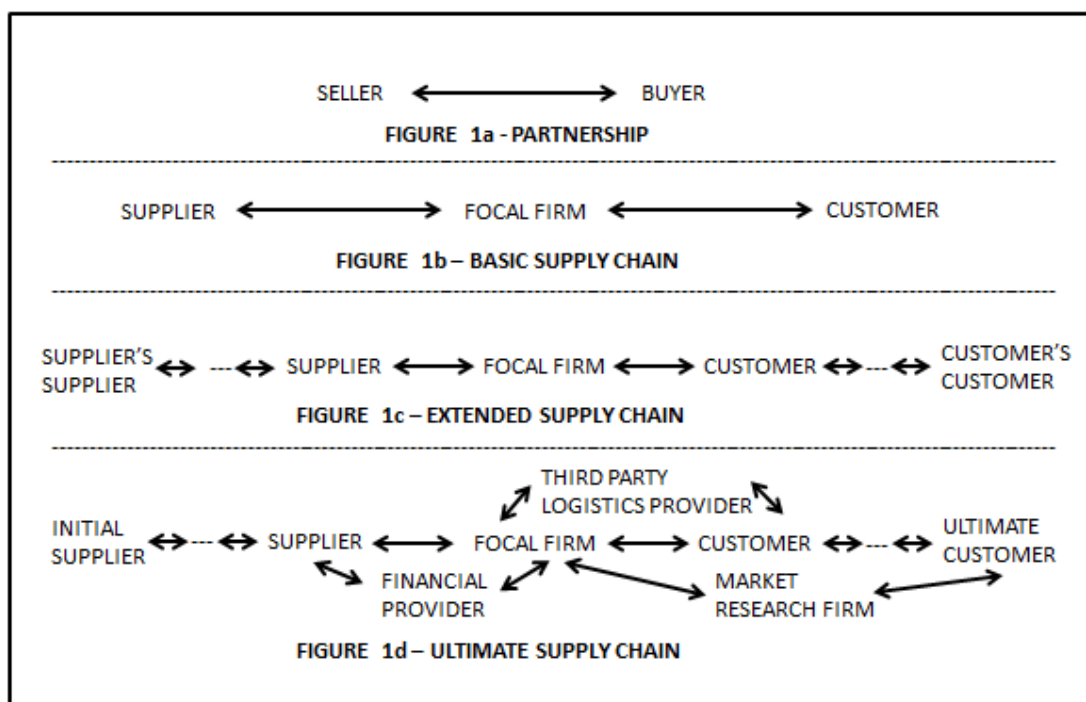 SELLER BUYER
FIGURE 1a - PARTNERSHIP
SUPPLIER FOCAL FIRM CUSTOMER
FIGURE 1b – BASIC SUPPLY CHAIN
SUPPLIER'S
SUPPLIER
---
SUPPLIER FOCAL FIRM CUSTOMER
---
CUSTOMER'S
CUSTOMER
FIGURE 1c – EXTENDED SUPPLY CHAIN
THIRD PARTY
LOGISTICS PROVIDER
INITIAL
SUPPLIER
---
SUPPLIER FOCAL FIRM CUSTOMER
---
ULTIMATE
CUSTOMER
FINANCIAL
PROVIDER
MARKET
RESEARCH FIRM
FIGURE 1d – ULTIMATE SUPPLY CHAIN